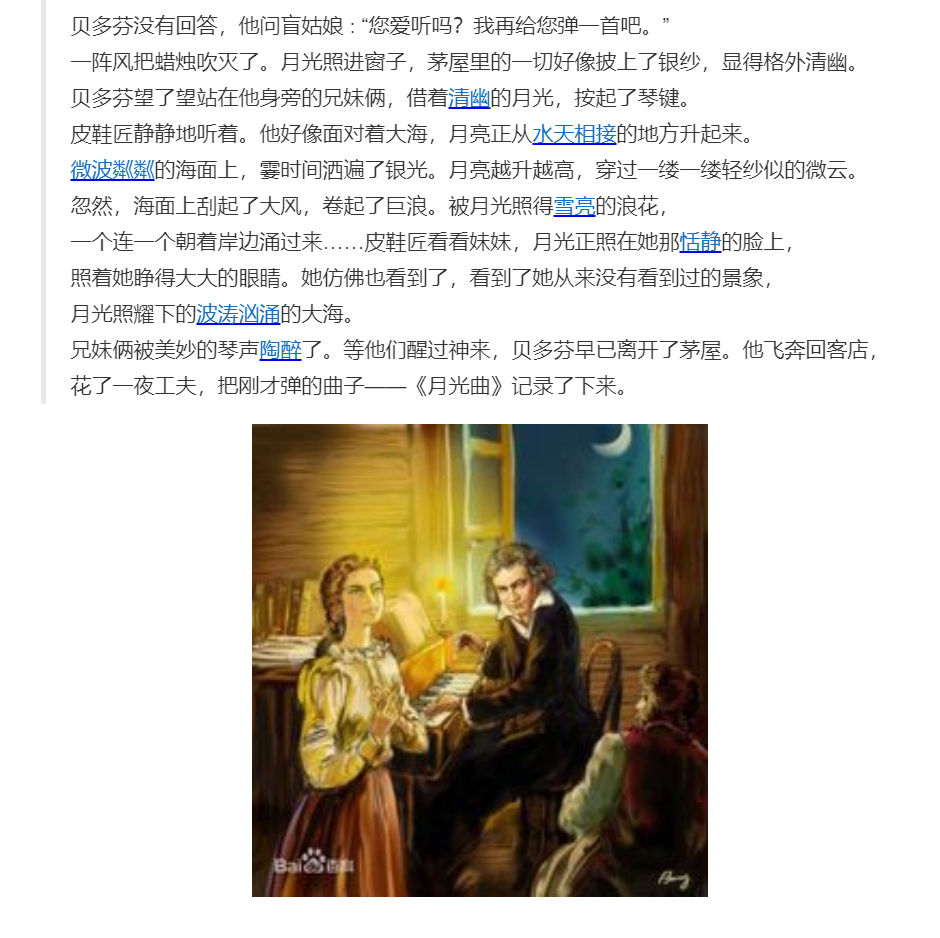 贝多芬没有回答，他问盲姑娘：“您爱听吗？我再给您弹一首吧。”
一阵风把蜡烛吹灭了。月光照进窗子，茅屋里的一切好像披上了银纱，显得格外清幽。
贝多芬望了望站在他身旁的兄妹俩，借着清幽的月光，按起了琴键。
皮鞋匠静静地听着。他好像面对着大海，月亮正从水天相接的地方升起来。
微波粼粼的海面上，霎时间洒遍了银光。月亮越升越高，穿过一缕一缕轻纱似的微云。
忽然，海面上刮起了大风，卷起了巨浪。被月光照得雪亮的浪花，
一个连一个朝着岸边涌过来……皮鞋匠看看妹妹，月光正照在她那恬静的脸上，
照着她睁得大大的眼睛。她仿佛也看到了，看到了她从来没有看到过的景象，
月光照耀下的波涛汹涌的大海。
兄妹俩被美妙的琴声陶醉了。等他们醒过神来，贝多芬早已离开了茅屋。他飞奔回客店，
花了一夜工夫，把刚才弹的曲子——《月光曲》记录了下来。
Bai百科